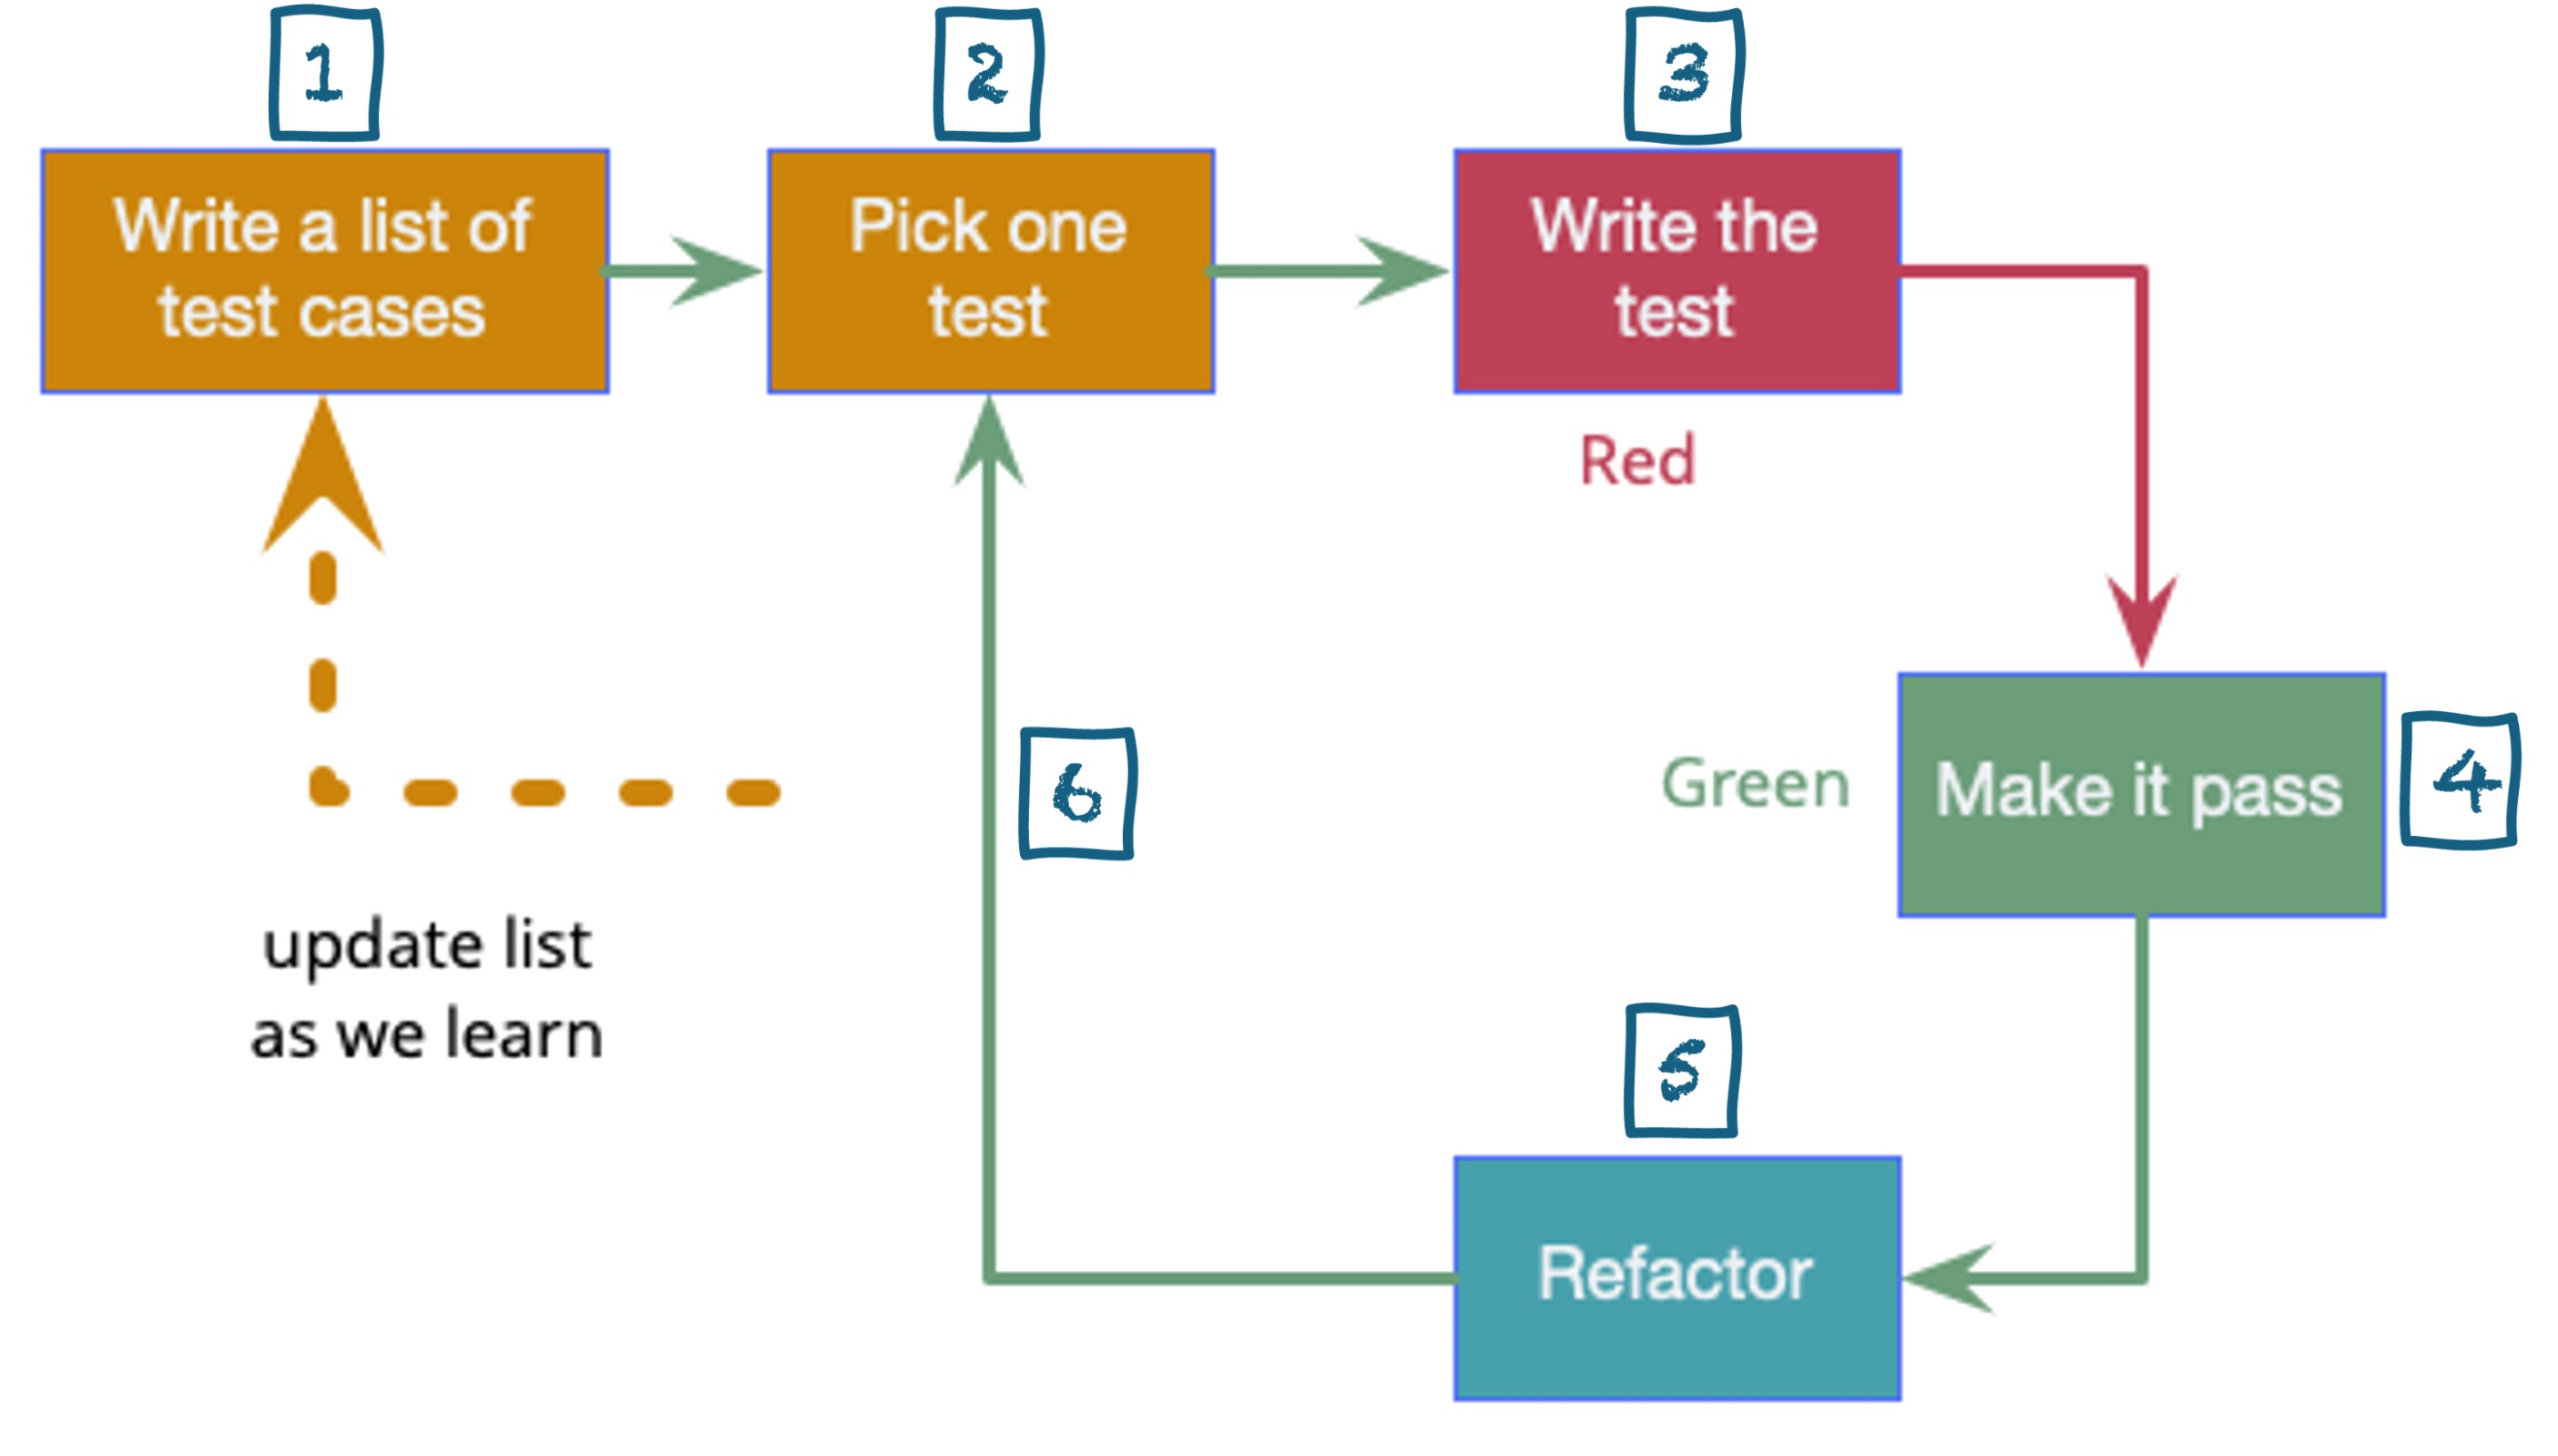 1
2
3
Write a list of
test cases
Pick one
test
Write the
test
Red
Make it pass
4
Green
6
update list
as we learn
5
Refactor